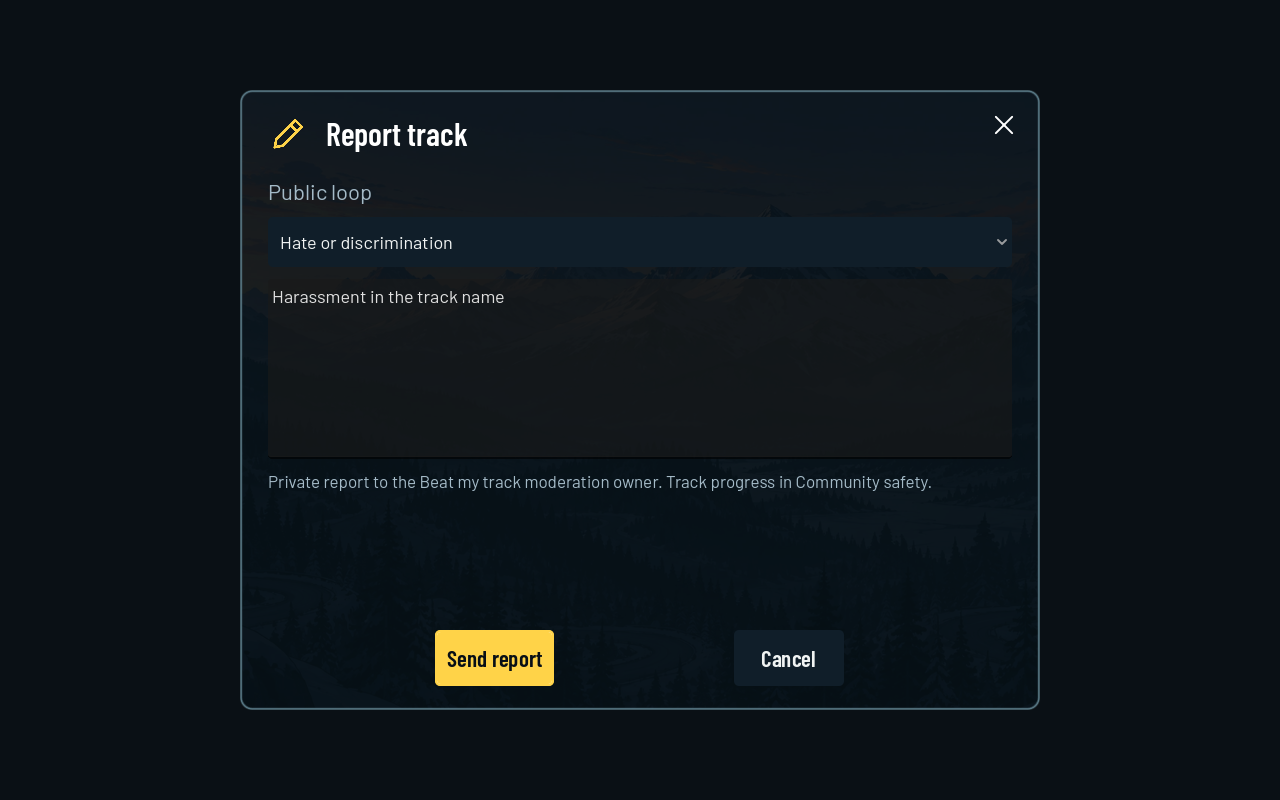 Report track
Public loop
Hate or discrimination
Harassment in the track name
Private report to the Beat my track moderation owner. Track progress in Community safety.
Send report
Cancel